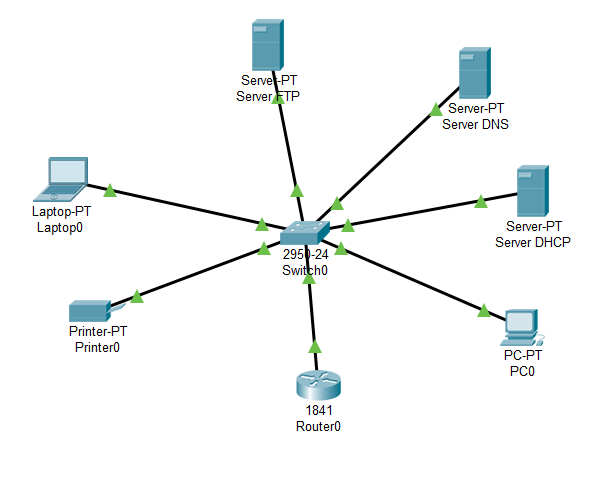 Server-PT
Server FTP
Server-PT
Server DNS
Server-PT
Server DHCP
Laptop-PT
Laptop0
2950-24
Switch0
Printer-PT
Printer0
PC-PT
PC0
1841
Router0